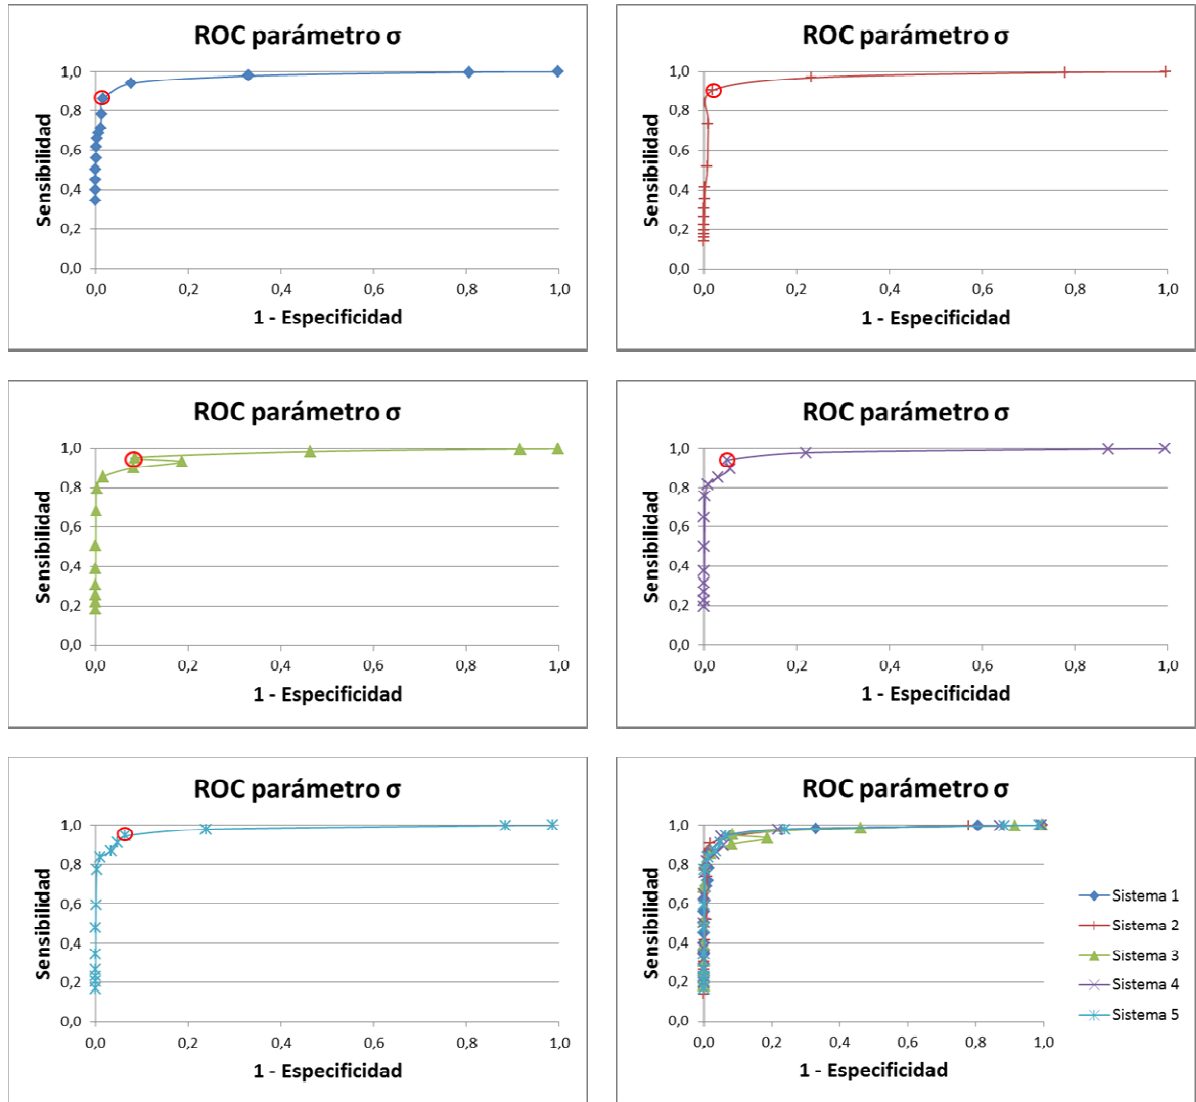 ROC parámetro σ
Sensibilidad
1,0
0,8
0,6
0,4
0,2
0,0
0,0 0,2 0,4 0,6 0,8 1,0
1 - Especificidad
ROC parámetro σ
Sensibilidad
1,0
0,8
0,6
0,4
0,2
0,0
0,0 0,2 0,4 0,6 0,8 1,0
1 - Especificidad
ROC parámetro σ
Sensibilidad
1,0
0,8
0,6
0,4
0,2
0,0
0,0 0,2 0,4 0,6 0,8 1,0
1 - Especificidad
ROC parámetro σ
Sensibilidad
1,0
0,8
0,6
0,4
0,2
0,0
0,0 0,2 0,4 0,6 0,8 1,0
1 - Especificidad
ROC parámetro σ
Sensibilidad
1,0
0,8
0,6
0,4
0,2
0,0
0,0 0,2 0,4 0,6 0,8 1,0
1 - Especificidad
ROC parámetro σ
Sensibilidad
1,0
0,8
0,6
0,4
0,2
0,0
0,0 0,2 0,4 0,6 0,8 1,0
1 - Especificidad
Sistema 1
Sistema 2
Sistema 3
Sistema 4
Sistema 5